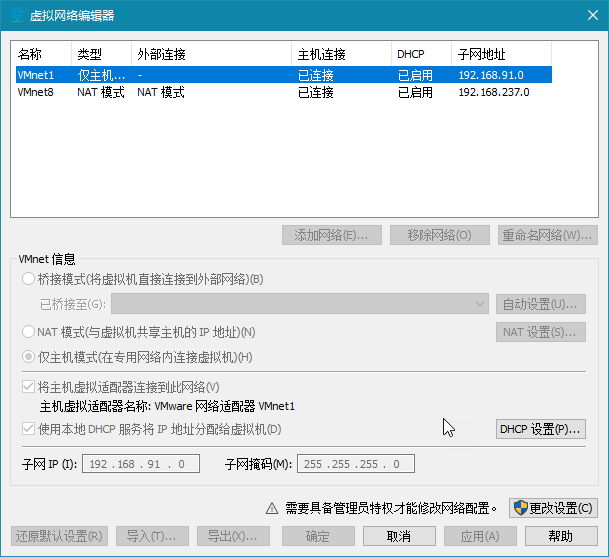 虚拟网络编辑器
名称 类型 外部连接 主机连接 DHCP 子网地址
VMnet1 仅主机... - 已连接 已启用 192.168.91.0
VMnet8 NAT 模式 NAT 模式 已连接 已启用 192.168.237.0
添加网络(E)... 移除网络(O) 重命名网络(W)...
VMnet 信息
桥接模式(将虚拟机直接连接到外部网络)(B)
已桥接至(G): 自动设置(U)...
NAT 模式(与虚拟机共享主机的 IP 地址)(N) NAT 设置(S)...
仅主机模式(在专用网络内连接虚拟机)(H)
将主机虚拟适配器连接到此网络(V)
主机虚拟适配器名称: VMware 网络适配器 VMnet1
使用本地 DHCP 服务将 IP 地址分配给虚拟机(D) DHCP 设置(P)...
子网 IP (I): 192 . 168 . 91 . 0 子网掩码(M): 255 . 255 . 255 . 0
需要具备管理员特权才能修改网络配置。 更改设置(C)
还原默认设置(R) 导入(T)... 导出(X)... 确定 取消 应用(A) 帮助